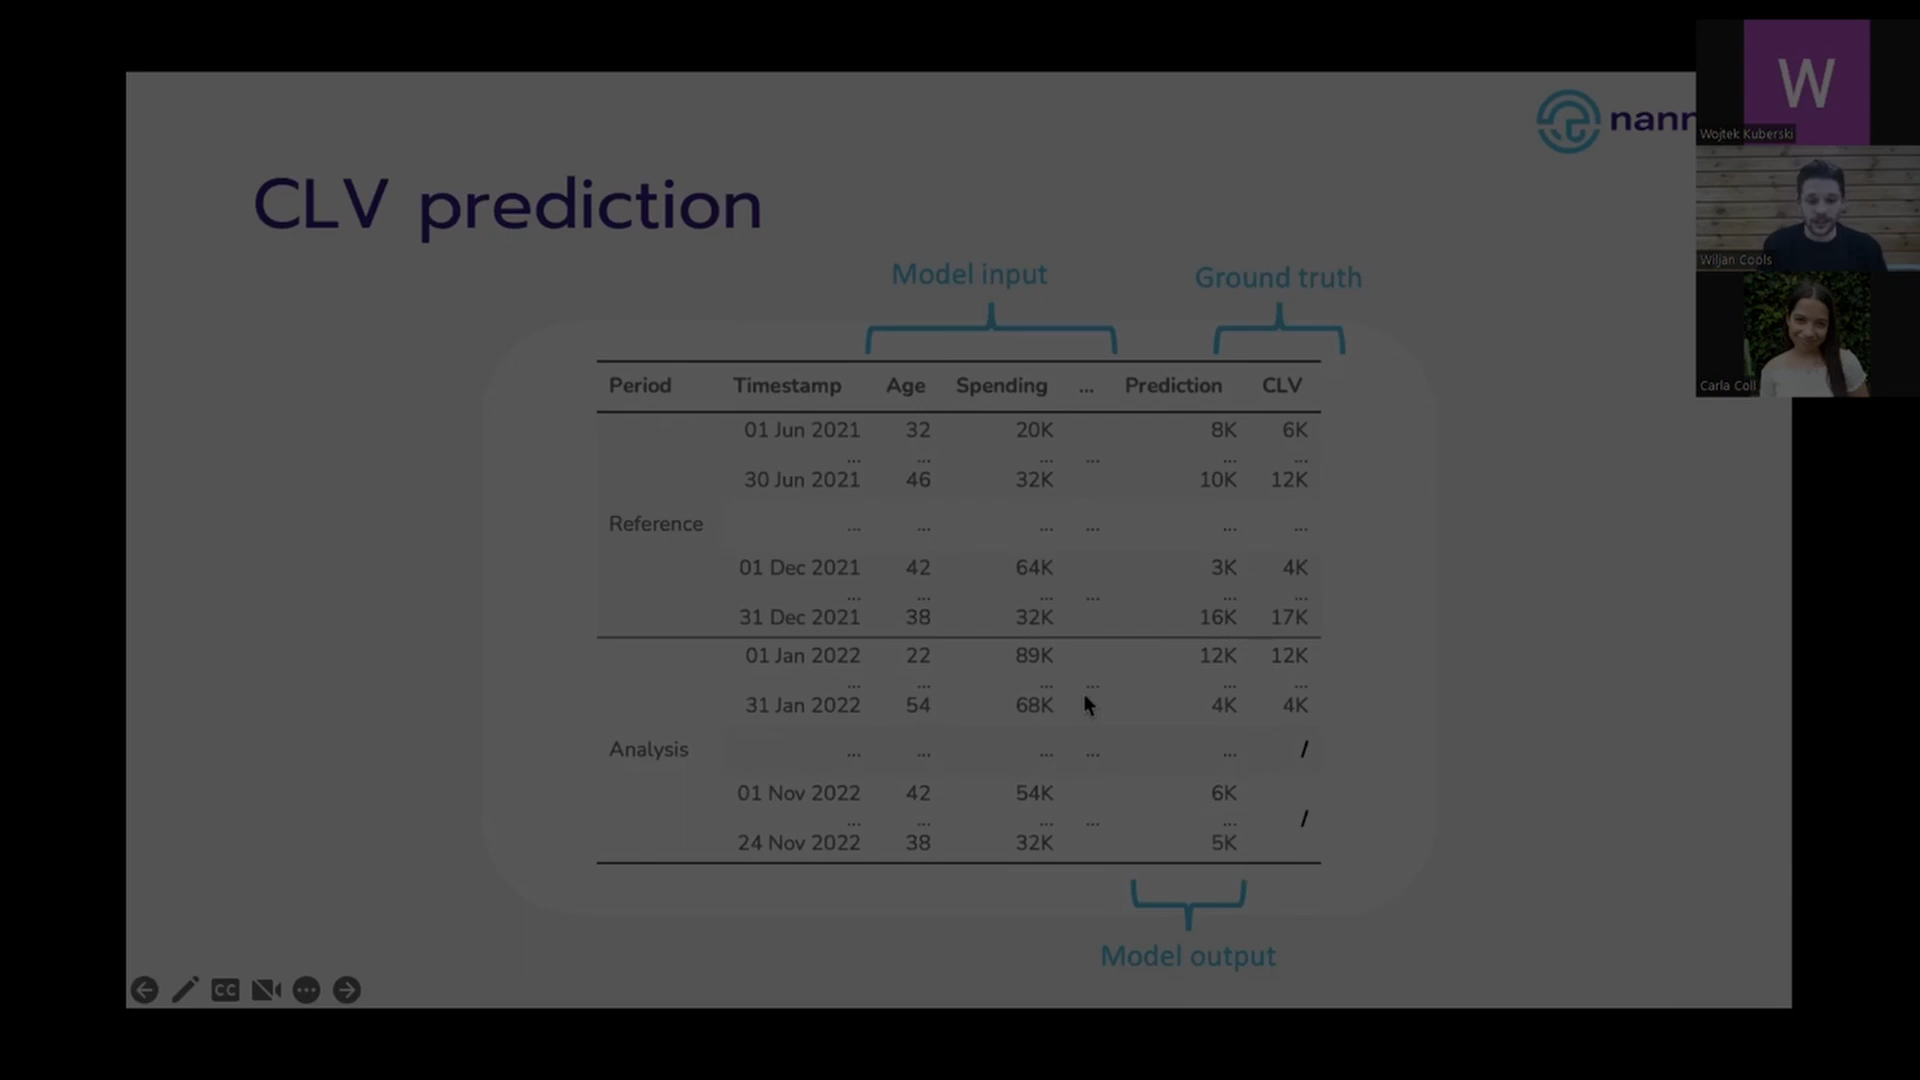 nann
CLV prediction
Model input
Ground truth
Period Timestamp Age Spending ... Prediction CLV
01 Jun 2021 32 20K 8K 6K
... ... ... ... ... ...
30 Jun 2021 46 32K 10K 12K
Reference ... ... ... ... ... ...
01 Dec 2021 42 64K 3K 4K
... ... ... ... ... ...
31 Dec 2021 38 32K 16K 17K
01 Jan 2022 22 89K 12K 12K
... ... ... ... ... ...
31 Jan 2022 54 68K 4K 4K
Analysis ... ... ... ... ... /
01 Nov 2022 42 54K 6K
... ... ... ... ... /
24 Nov 2022 38 32K 5K
Model output
CC
W
Wojtek Kuberski
Wiljan Cools
Carla Coll